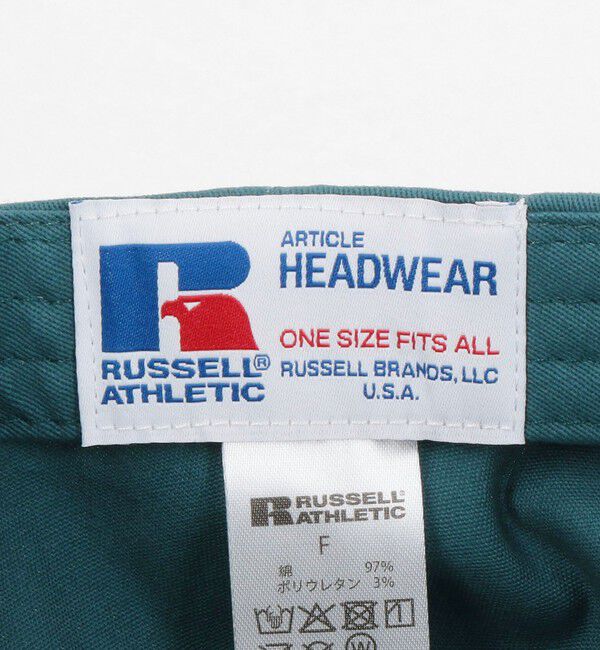 ARTICLE
HEADWEAR
ONE SIZE FITS ALL
RUSSELL BRANDS, LLC
U.S.A.
RUSSELL®
ATHLETIC
R RUSSELL
ATHLETIC
F
綿 97%
ポリウレタン 3%
W